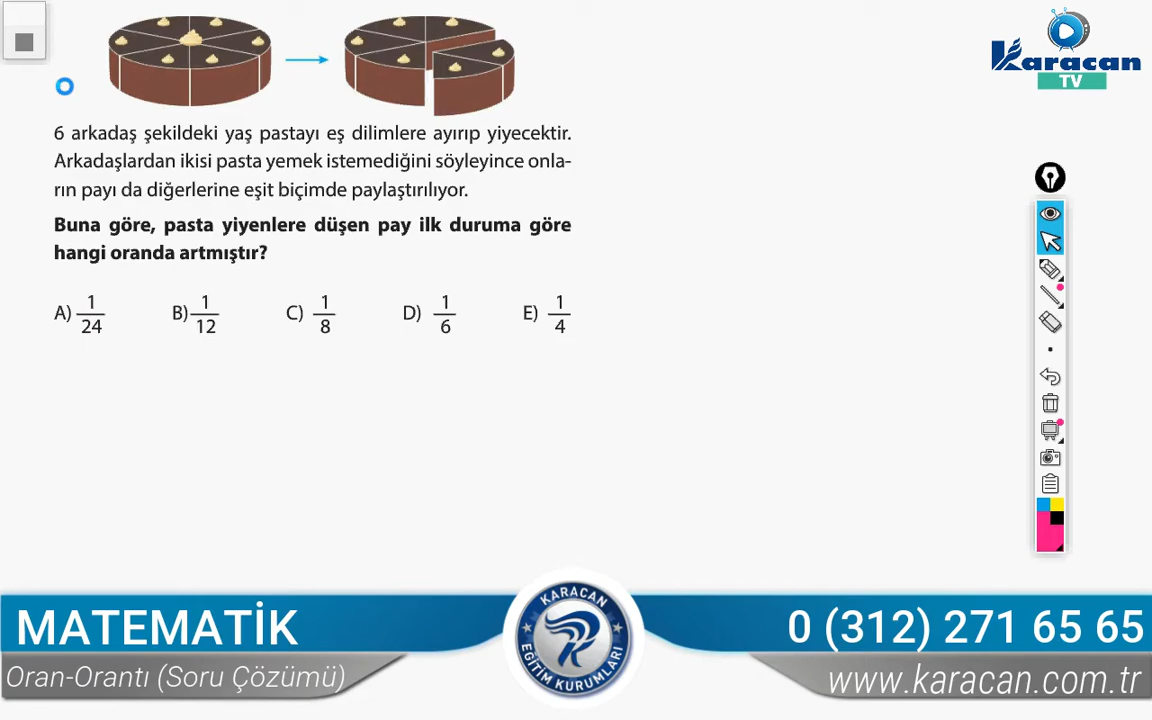 Karacan
TV
6 arkadaş şekildeki yaş pastayı eş dilimlere ayırıp yiyecektir.
Arkadaşlardan ikisi pasta yemek istemediğini söyleyince onla-
rın payı da diğerlerine eşit biçimde paylaştırılıyor.
Buna göre, pasta yiyenlere düşen pay ilk duruma göre
hangi oranda artmıştır?
A) 1/24 B) 1/12 C) 1/8 D) 1/6 E) 1/4
MATEMATİK
Oran-Orantı (Soru Çözümü)
KARACAN
EĞİTİM KURUMLARI
0 (312) 271 65 65
www.karacan.com.tr